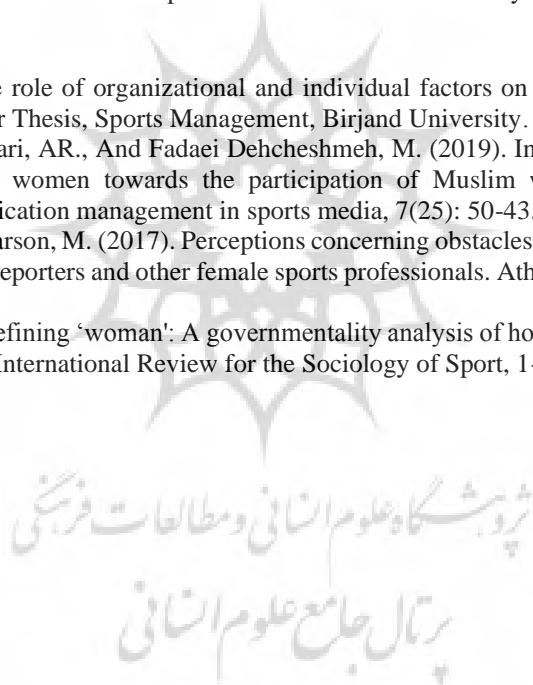 e role of organizational and individual factors on
r Thesis, Sports Management, Birjand University.
ari, AR., And Fadaei Dehcheshmeh, M. (2019). In
women towards the participation of Muslim
ication management in sports media, 7(25): 50-43.
arson, M. (2017). Perceptions concerning obstacles
eporters and other female sports professionals. Ath
efining ‘woman': A governmentality analysis of ho
International Review for the Sociology of Sport, 1-
پژوهشگاه علوم انسانی و مطالعات فرهنگی
پرتال جامع علوم انسانی